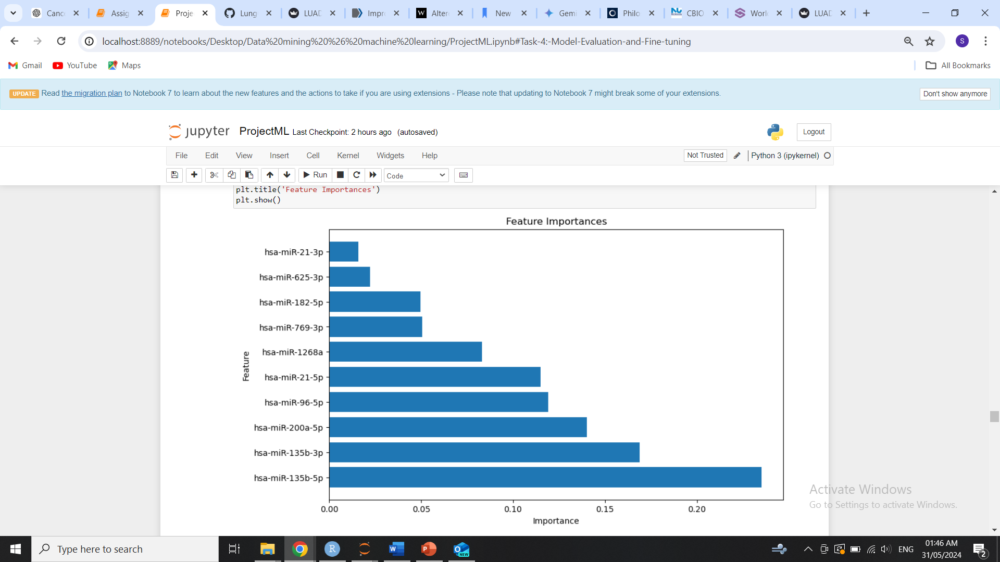 Cance
Assig
Proje
Lung
LUAD
Impr
W Alter
New
Gemi
Philo
CBIO
Worl
LUAD
localhost:8889/notebooks/Desktop/Data%20mining%20%26%20machine%20learning/ProjectML.ipynb#Task-4:-Model-Evaluation-and-Fine-tuning
S
Gmail YouTube Maps All Bookmarks
UPDATE Read the migration plan to Notebook 7 to learn about the new features and the actions to take if you are using extensions - Please note that updating to Notebook 7 might break some of your extensions. Don't show anymore
jupyter ProjectML Last Checkpoint: 2 hours ago (autosaved) Logout
File Edit View Insert Cell Kernel Widgets Help Not Trusted Python 3 (ipykernel)
Run Code
plt.title('Feature Importances')
plt.show()
Feature Importances
hsa-miR-21-3p
hsa-miR-625-3p
hsa-miR-182-5p
hsa-miR-769-3p
hsa-miR-1268a
hsa-miR-21-5p
hsa-miR-96-5p
hsa-miR-200a-5p
hsa-miR-135b-3p
hsa-miR-135b-5p
Feature
0.00 0.05 0.10 0.15 0.20
Importance
Activate Windows
Go to Settings to activate Windows.
Type here to search
R
W
P
O
NEW
ENG
01:46 AM
31/05/2024
2